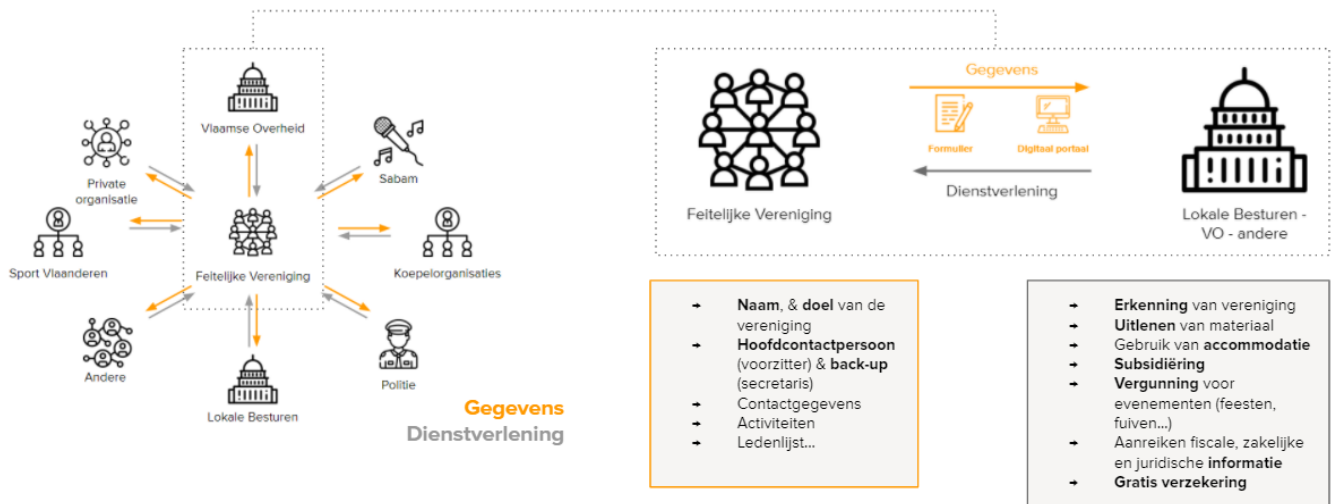 Vlaamse Overheid
Private
organisatie
Sabam
Sport Vlaanderen
Feitelijke Vereniging
Koepelorganisaties
Andere
Lokale Besturen
Politie
Gegevens
Dienstverlening
Gegevens
Formulier
Digitaal portaal
Dienstverlening
Feitelijke Vereniging
Lokale Besturen -
VO - andere
→ Naam, & doel van de
vereniging
→ Hoofdcontactpersoon
(voorzitter) & back-up
(secretaris)
→ Contactgegevens
→ Activiteiten
→ Ledenlijst...
→ Erkenning van vereniging
→ Uitlenen van materiaal
→ Gebruik van accommodatie
→ Subsidiëring
→ Vergunning voor
evenementen (feesten,
fuiven...)
→ Aanreiken fiscale, zakelijke
en juridische informatie
→ Gratis verzekering